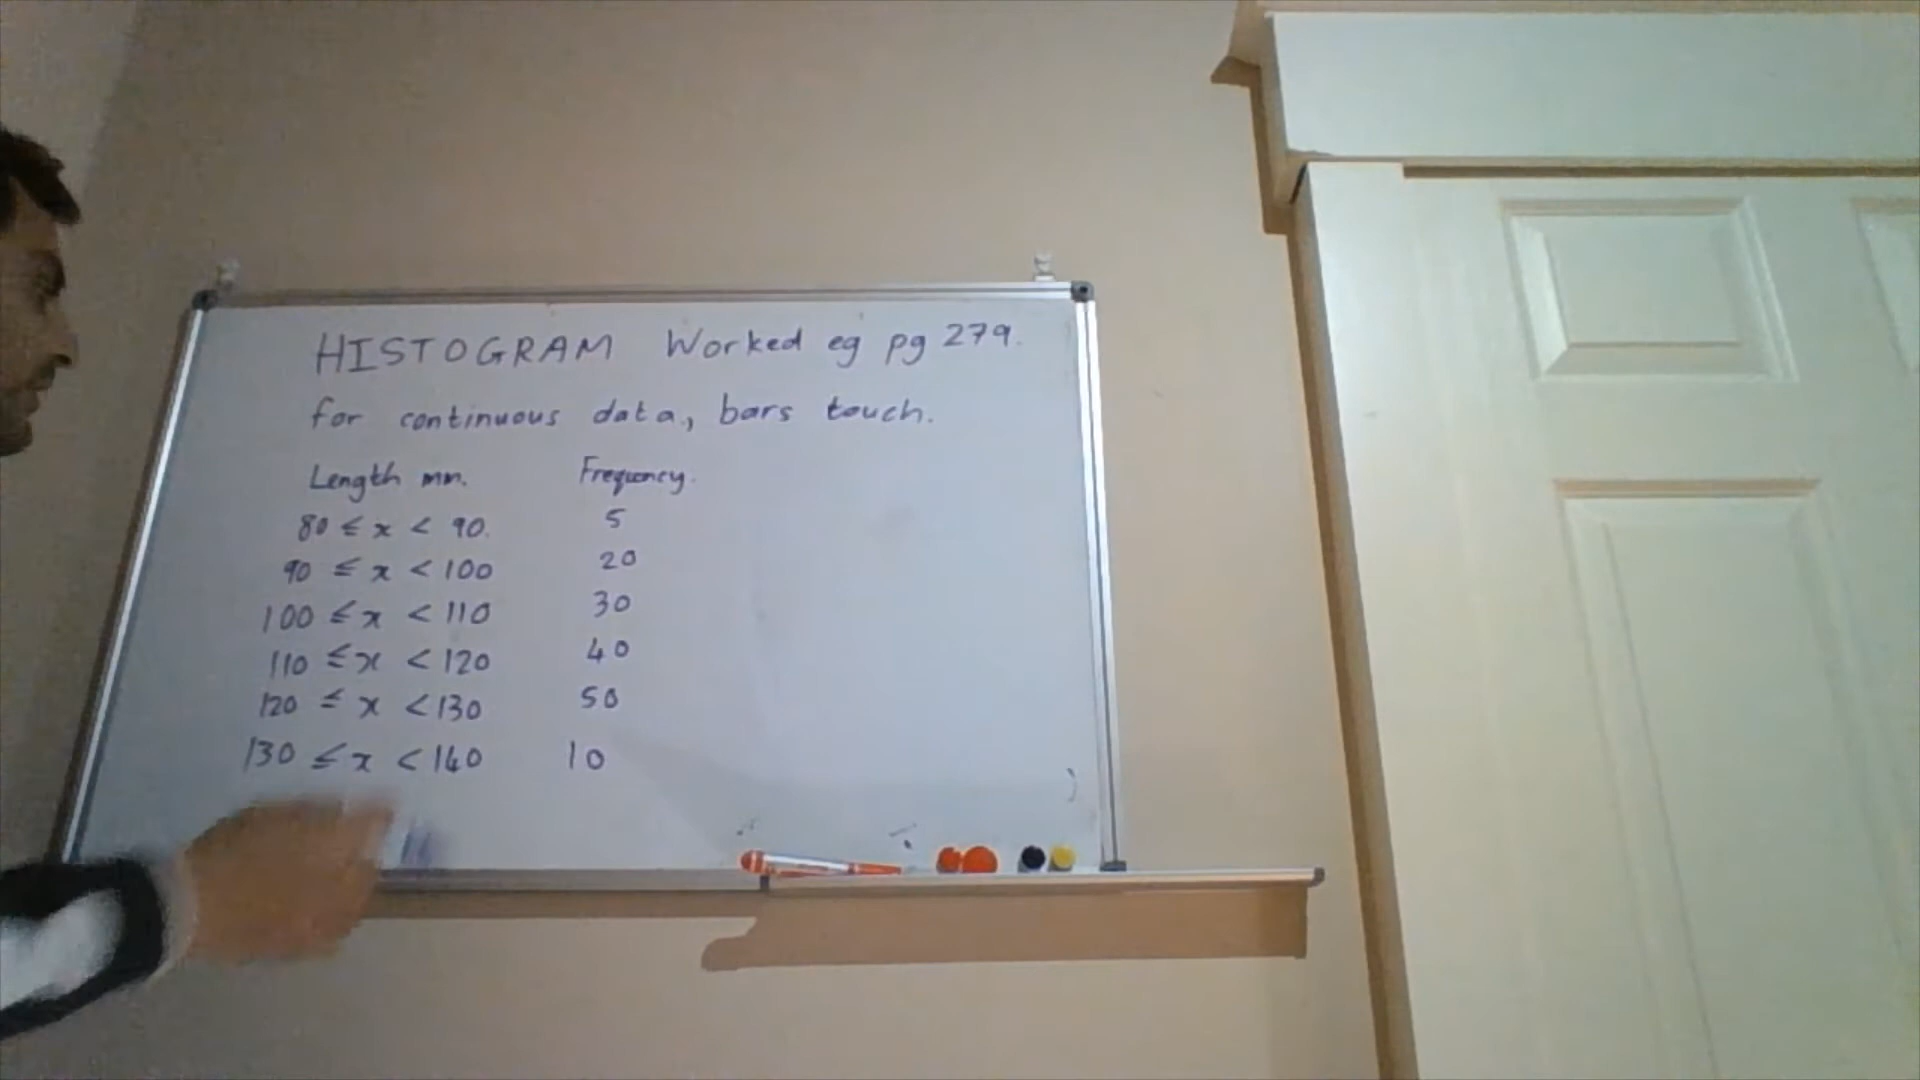 HISTOGRAM Worked eg pg 279.
for continuous data, bars touch.
Length mm. Frequency.
80 ≤ x < 90. 5
90 ≤ x < 100 20
100 ≤ x < 110 30
110 ≤ x < 120 40
120 ≤ x < 130 50
130 ≤ x < 140 10